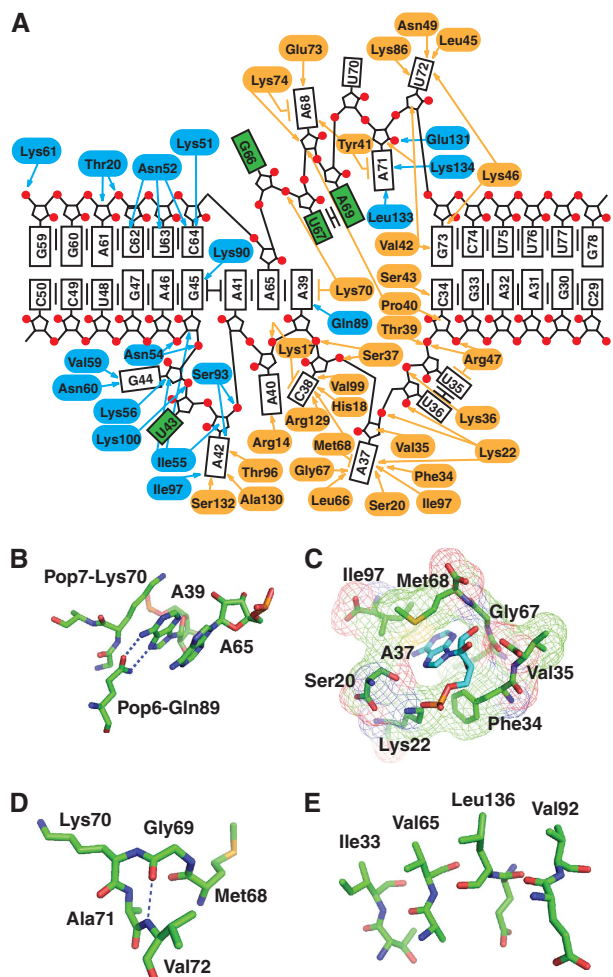 A
Asn49
Lys86
Leu45
Glu73
U70
U72
Lys74
A68
Lys51
Tyr41
Glu131
Lys61
Thr20
Asn52
G66
A71
Lys134
Lys46
A69
U67
Leu133
Val42
G59
G60
A61
C62
U63
C64
Lys90
G73
C74
U75
U76
U77
G78
Lys70
Ser43
C50
C49
U48
G47
A46
G45
A41
A65
A39
Pro40
C34
G33
A32
A31
G30
C29
Gln89
Thr39
Asn54
Lys17
Ser37
Arg47
Val59
Ser93
U35
G44
Asn60
A40
C38
Val99
U36
Lys56
His18
Lys36
U43
Arg129
Lys100
Arg14
Met68
Val35
Lys22
Ile55
A42
A37
Thr96
Gly67
Phe34
Ile97
Ala130
Leu66
Ser20
Ile97
Ser132
B
C
Pop7-Lys70
A39
Ile97
Met68
Gly67
A37
A65
Val35
Ser20
Pop6-Gln89
Phe34
Lys22
D
E
Lys70
Gly69
Leu136
Val65
Val92
Ile33
Met68
Ala71
Val72